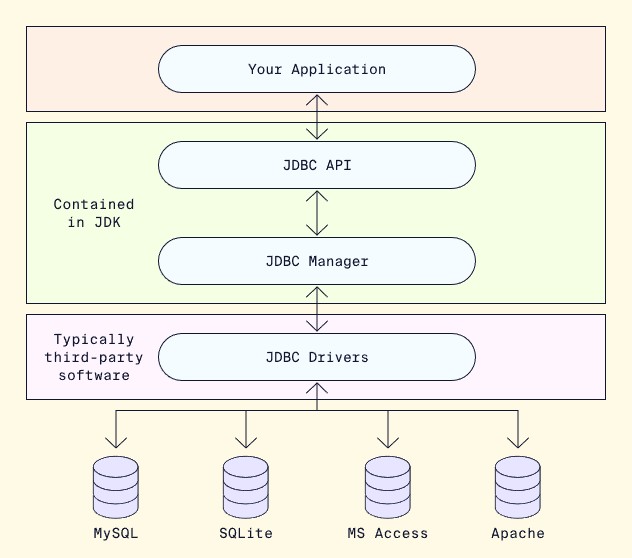 Your Application
JDBC API
Contained
in JDK
JDBC Manager
Typically
third-party
software
JDBC Drivers
MySQL
SQLite
MS Access
Apache